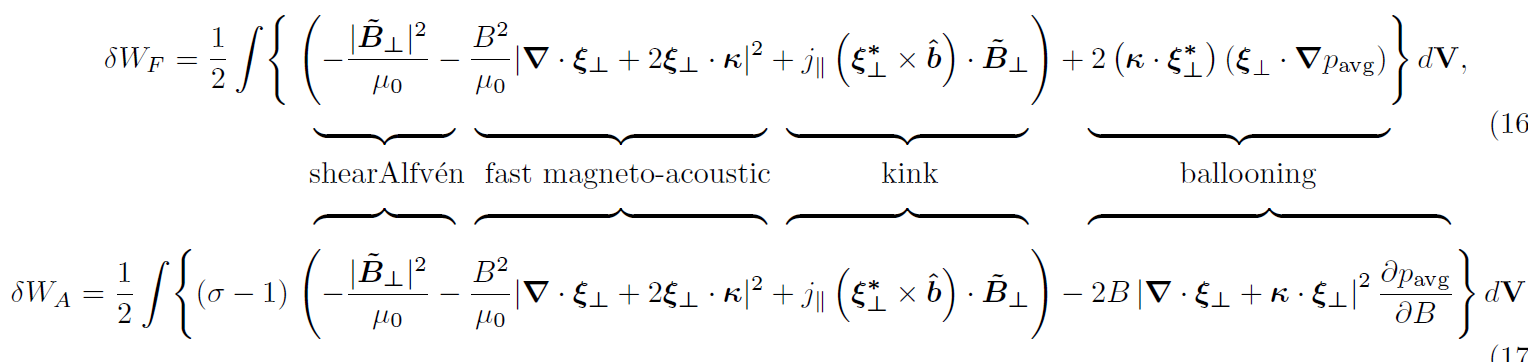 δW_F = 1/2 ∫ { ( − |B̃_⊥|²/μ₀ − B²/μ₀ |∇ · ξ_⊥ + 2ξ_⊥ · κ|² + j_∥ (ξ*_⊥ × b̂) · B̃_⊥ ) + 2 (κ · ξ*_⊥) (ξ_⊥ · ∇p_avg) } dV,
(16
shearAlfvén fast magneto-acoustic kink ballooning
δW_A = 1/2 ∫ { (σ − 1) ( − |B̃_⊥|²/μ₀ − B²/μ₀ |∇ · ξ_⊥ + 2ξ_⊥ · κ|² + j_∥ (ξ*_⊥ × b̂) · B̃_⊥ ) − 2B |∇ · ξ_⊥ + κ · ξ_⊥|² ∂p_avg/∂B } dV
(17